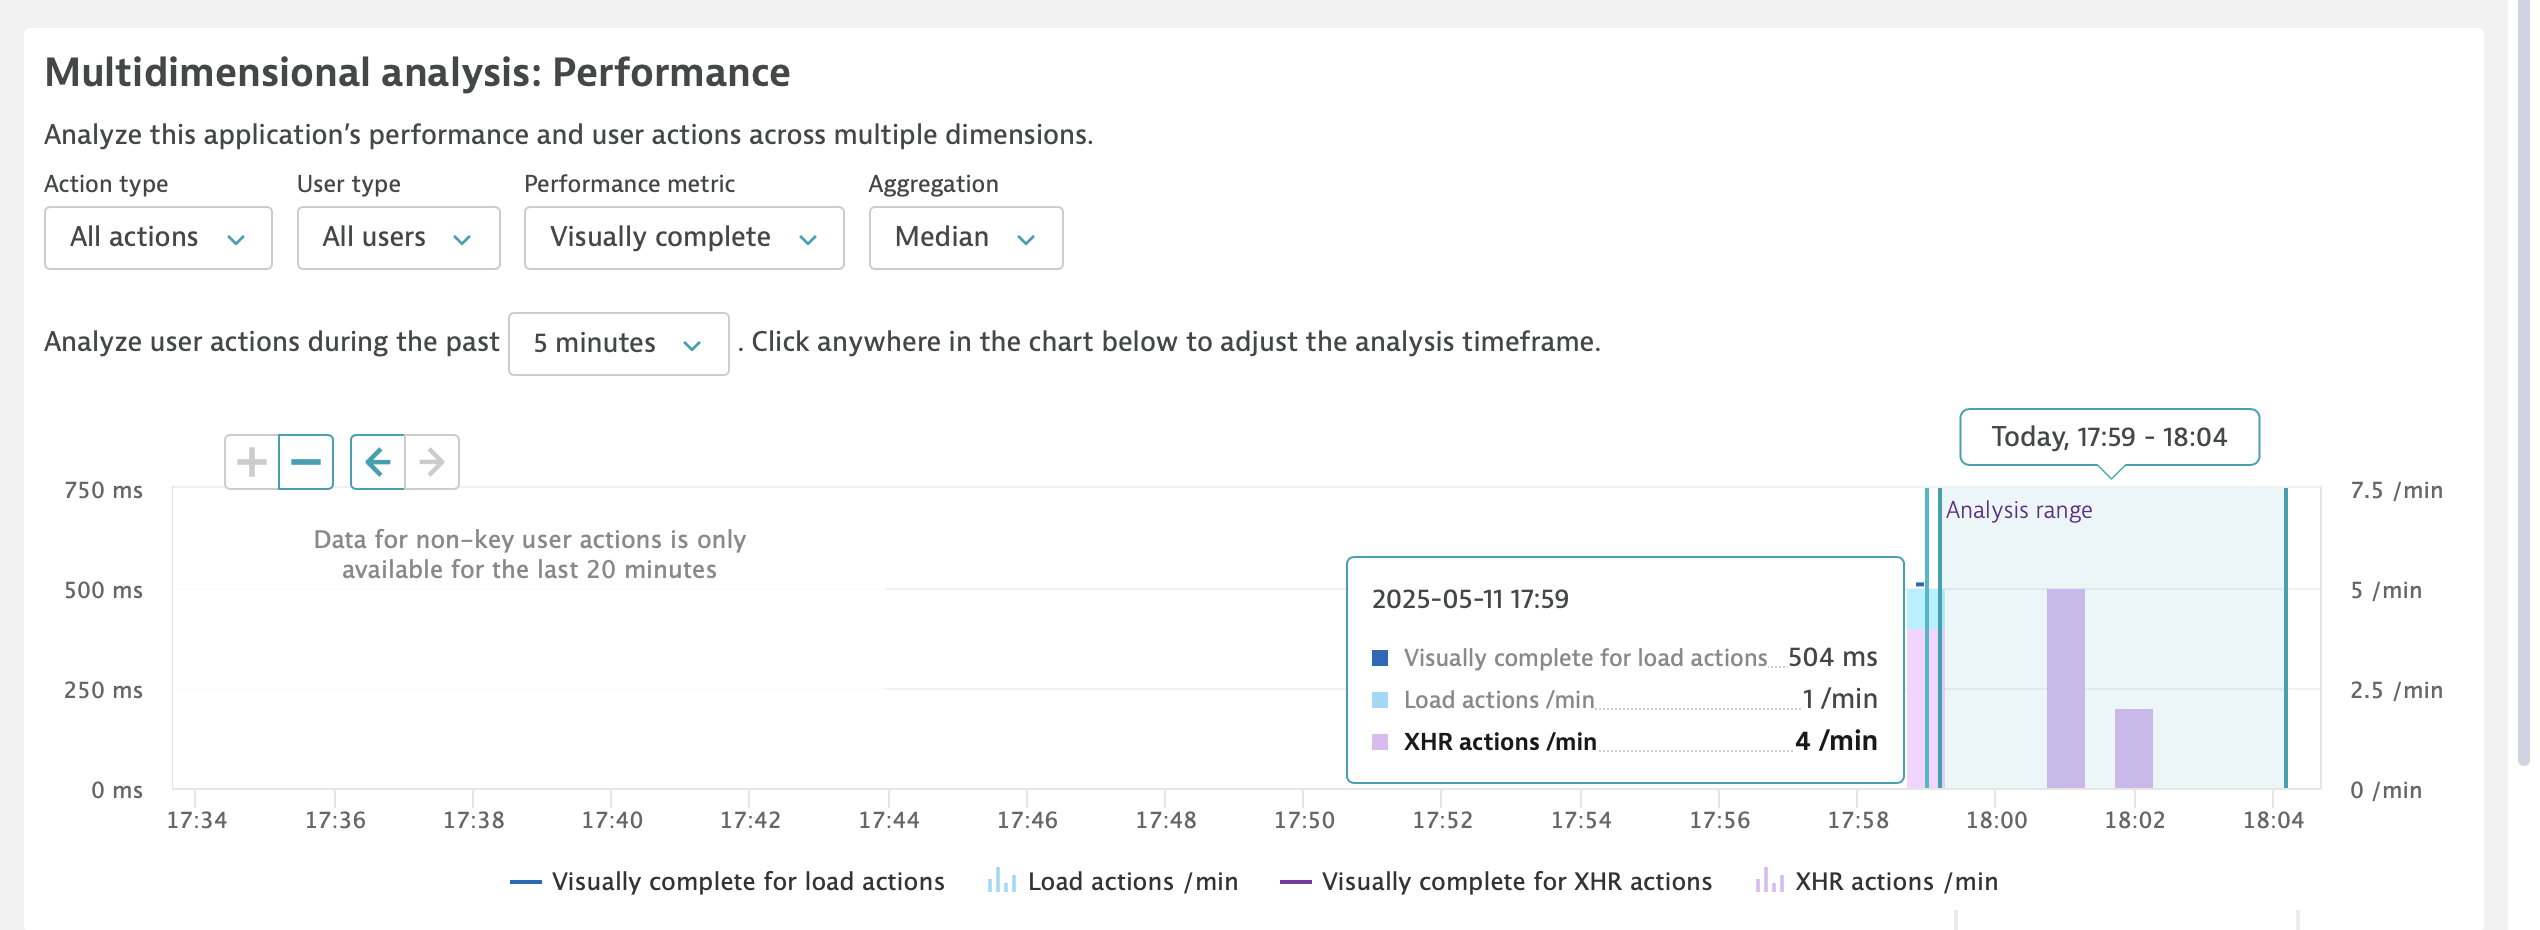 Multidimensional analysis: Performance
Analyze this application's performance and user actions across multiple dimensions.
Action type User type Performance metric Aggregation
All actions All users Visually complete Median
Analyze user actions during the past 5 minutes . Click anywhere in the chart below to adjust the analysis timeframe.
Today, 17:59 - 18:04
750 ms 7.5 /min
Analysis range
Data for non-key user actions is only
available for the last 20 minutes
500 ms 5 /min
2025-05-11 17:59
Visually complete for load actions 504 ms
250 ms 2.5 /min
Load actions /min 1 /min
XHR actions /min 4 /min
0 ms 0 /min
17:34 17:36 17:38 17:40 17:42 17:44 17:46 17:48 17:50 17:52 17:54 17:56 17:58 18:00 18:02 18:04
Visually complete for load actions Load actions /min Visually complete for XHR actions XHR actions /min